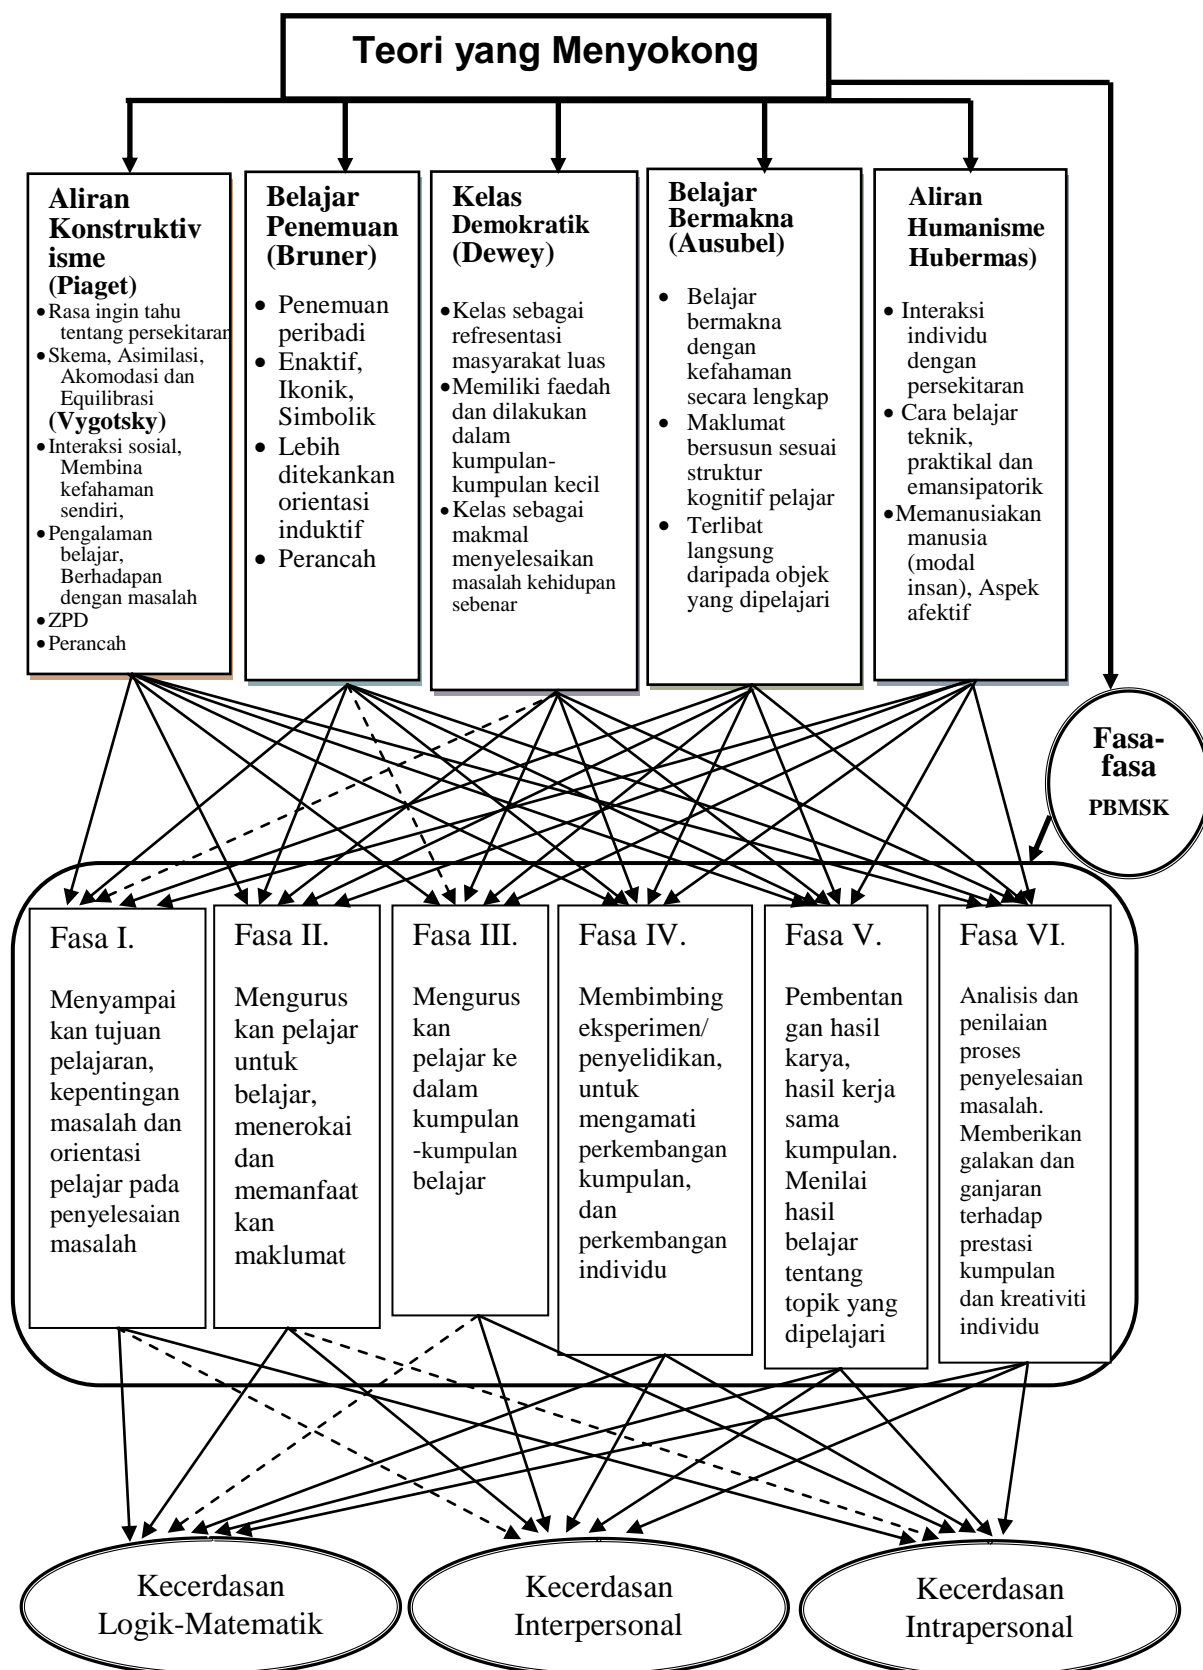 Teori yang Menyokong
Aliran
Konstruktiv
isme
(Piaget)
• Rasa ingin tahu
tentang persekitaran
• Skema, Asimilasi,
Akomodasi dan
Equilibrasi
(Vygotsky)
• Interaksi sosial,
Membina
kefahaman
sendiri,
• Pengalaman
belajar,
Berhadapan
dengan masalah
• ZPD
• Perancah
Belajar
Penemuan
(Bruner)
• Penemuan
peribadi
• Enaktif,
Ikonik,
Simbolik
• Lebih
ditekankan
orientasi
induktif
• Perancah
Kelas
Demokratik
(Dewey)
• Kelas sebagai
refresentasi
masyarakat luas
• Memiliki faedah
dan dilakukan
dalam
kumpulan-
kumpulan kecil
• Kelas sebagai
makmal
menyelesaikan
masalah kehidupan
sebenar
Belajar
Bermakna
(Ausubel)
• Belajar
bermakna
dengan
kefahaman
secara lengkap
• Maklumat
bersusun sesuai
struktur
kognitif pelajar
• Terlibat
langsung
daripada objek
yang dipelajari
Aliran
Humanisme
Hubermas)
• Interaksi
individu
dengan
persekitaran
• Cara belajar
teknik,
praktikal dan
emansipatorik
• Memanusiakan
manusia
(modal
insan), Aspek
afektif
Fasa-
fasa
PBMSK
Fasa I.
Menyampai
kan tujuan
pelajaran,
kepentingan
masalah dan
orientasi
pelajar pada
penyelesaian
masalah
Fasa II.
Mengurus
kan pelajar
untuk
belajar,
menerokai
dan
memanfaat
kan
maklumat
Fasa III.
Mengurus
kan
pelajar ke
dalam
kumpulan
-kumpulan
belajar
Fasa IV.
Membimbing
eksperimen/
penyelidikan,
untuk
mengamati
perkembangan
kumpulan,
dan
perkembangan
individu
Fasa V.
Pembentan
gan hasil
karya,
hasil kerja
sama
kumpulan.
Menilai
hasil
belajar
tentang
topik yang
dipelajari
Fasa VI.
Analisis dan
penilaian
proses
penyelesaian
masalah.
Memberikan
galakan dan
ganjaran
terhadap
prestasi
kumpulan
dan kreativiti
individu
Kecerdasan
Logik-Matematik
Kecerdasan
Interpersonal
Kecerdasan
Intrapersonal